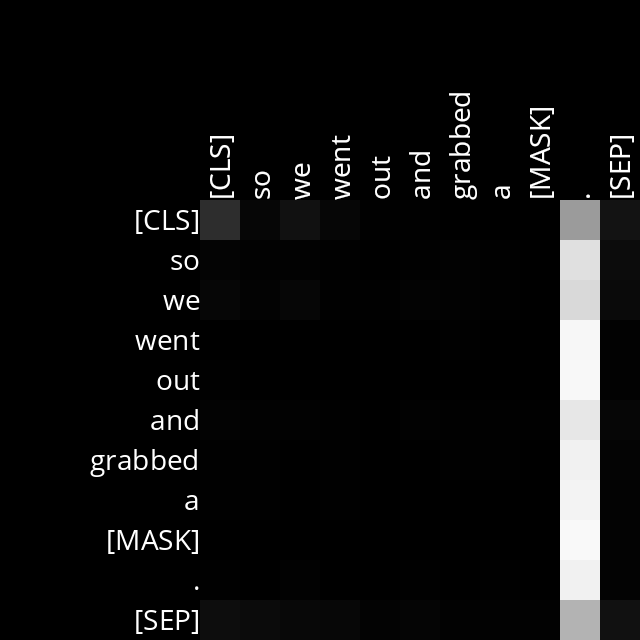 [CLS] so we went out and grabbed a [MASK] . [SEP]
[CLS]
so
we
went
out
and
grabbed
a
[MASK]
.
[SEP]